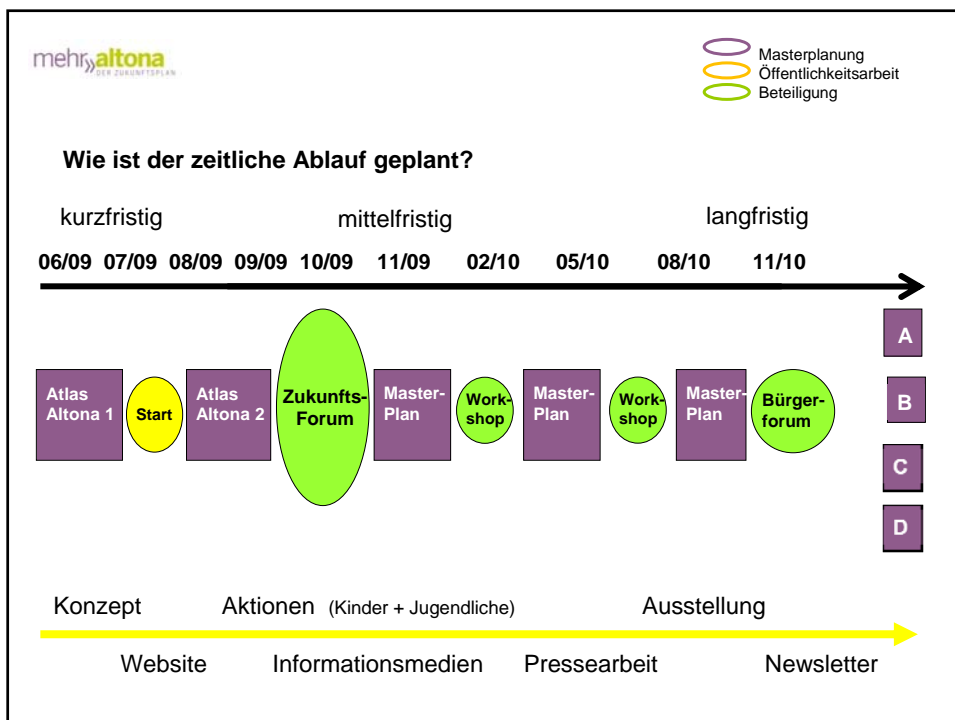 mehr»altona
DER ZUKUNFTSPLAN
Masterplanung
Öffentlichkeitsarbeit
Beteiligung
Wie ist der zeitliche Ablauf geplant?
kurzfristig mittelfristig langfristig
06/09 07/09 08/09 09/09 10/09 11/09 02/10 05/10 08/10 11/10
Atlas
Altona 1
Start
Atlas
Altona 2
Zukunfts-
Forum
Master-
Plan
Work-
shop
Master-
Plan
Work-
shop
Master-
Plan
Bürger-
forum
A
B
C
D
Konzept Aktionen (Kinder + Jugendliche) Ausstellung
Website Informationsmedien Pressearbeit Newsletter